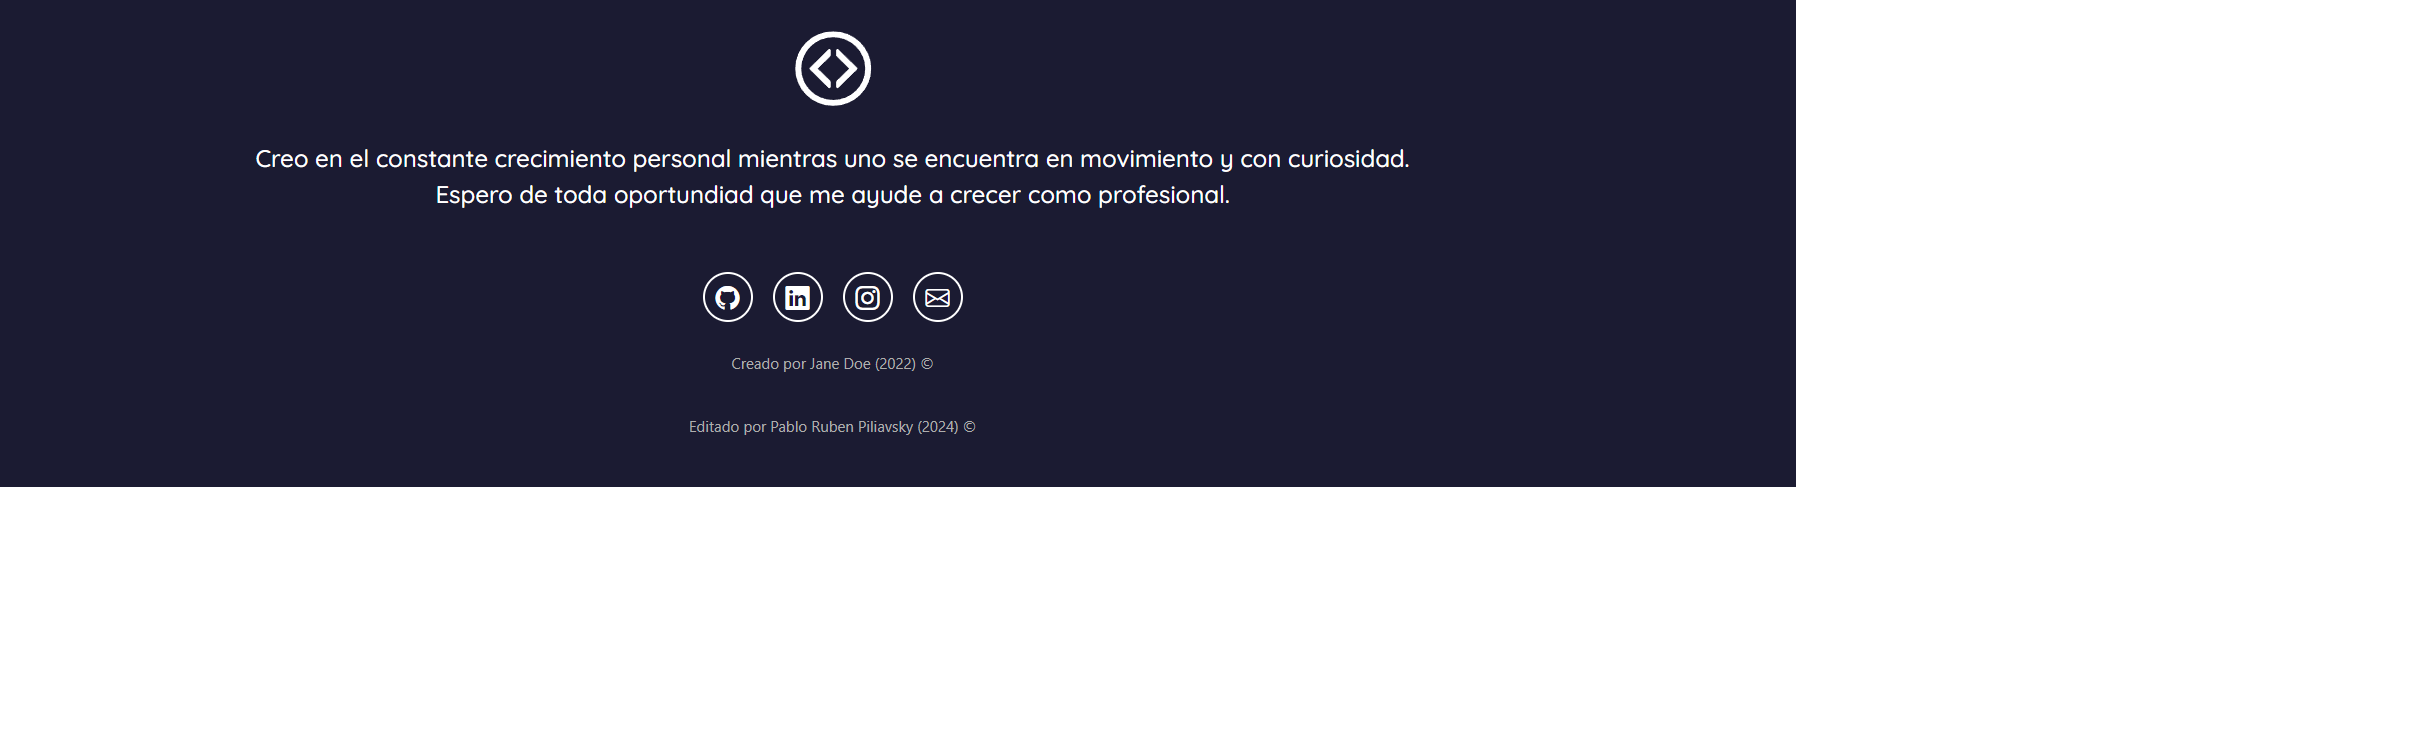 Creo en el constante crecimiento personal mientras uno se encuentra en movimiento y con curiosidad.
Espero de toda oportundiad que me ayude a crecer como profesional.
in
Creado por Jane Doe (2022) ©
Editado por Pablo Ruben Piliavsky (2024) ©